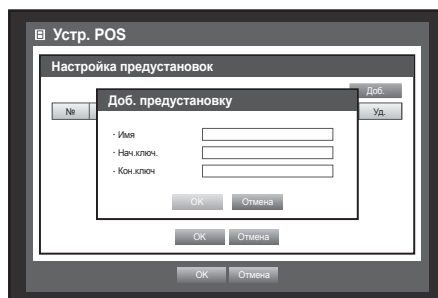 Устр. POS
Настройка предустановок
Доб.
№
Уд.
Доб. предустановку
· Имя
· Нач.ключ.
· Кон.ключ
OK Отмена
OK Отмена
OK Отмена